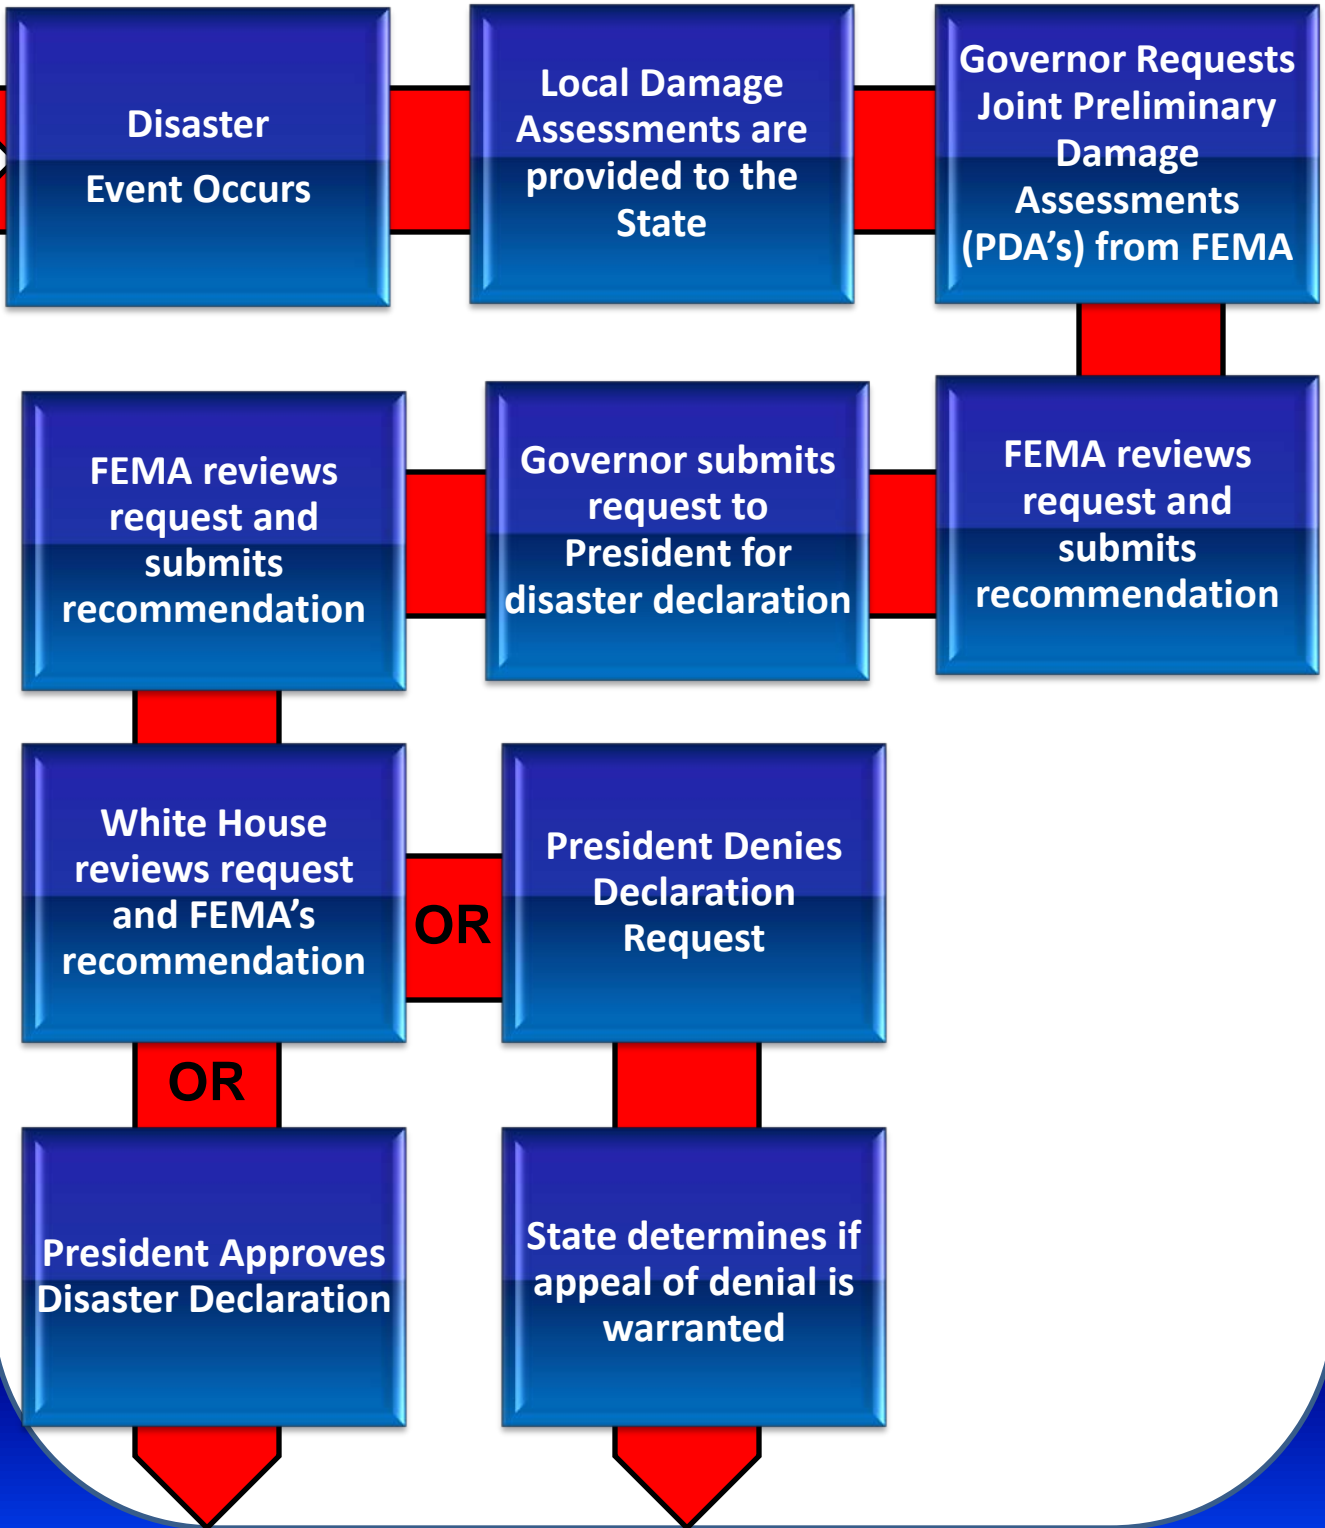 Disaster
Event Occurs
Local Damage
Assessments are
provided to the
State
Governor Requests
Joint Preliminary
Damage
Assessments
(PDA’s) from FEMA
FEMA reviews
request and
submits
recommendation
Governor submits
request to
President for
disaster declaration
FEMA reviews
request and
submits
recommendation
White House
reviews request
and FEMA’s
recommendation
OR
President Denies
Declaration
Request
OR
President Approves
Disaster Declaration
State determines if
appeal of denial is
warranted